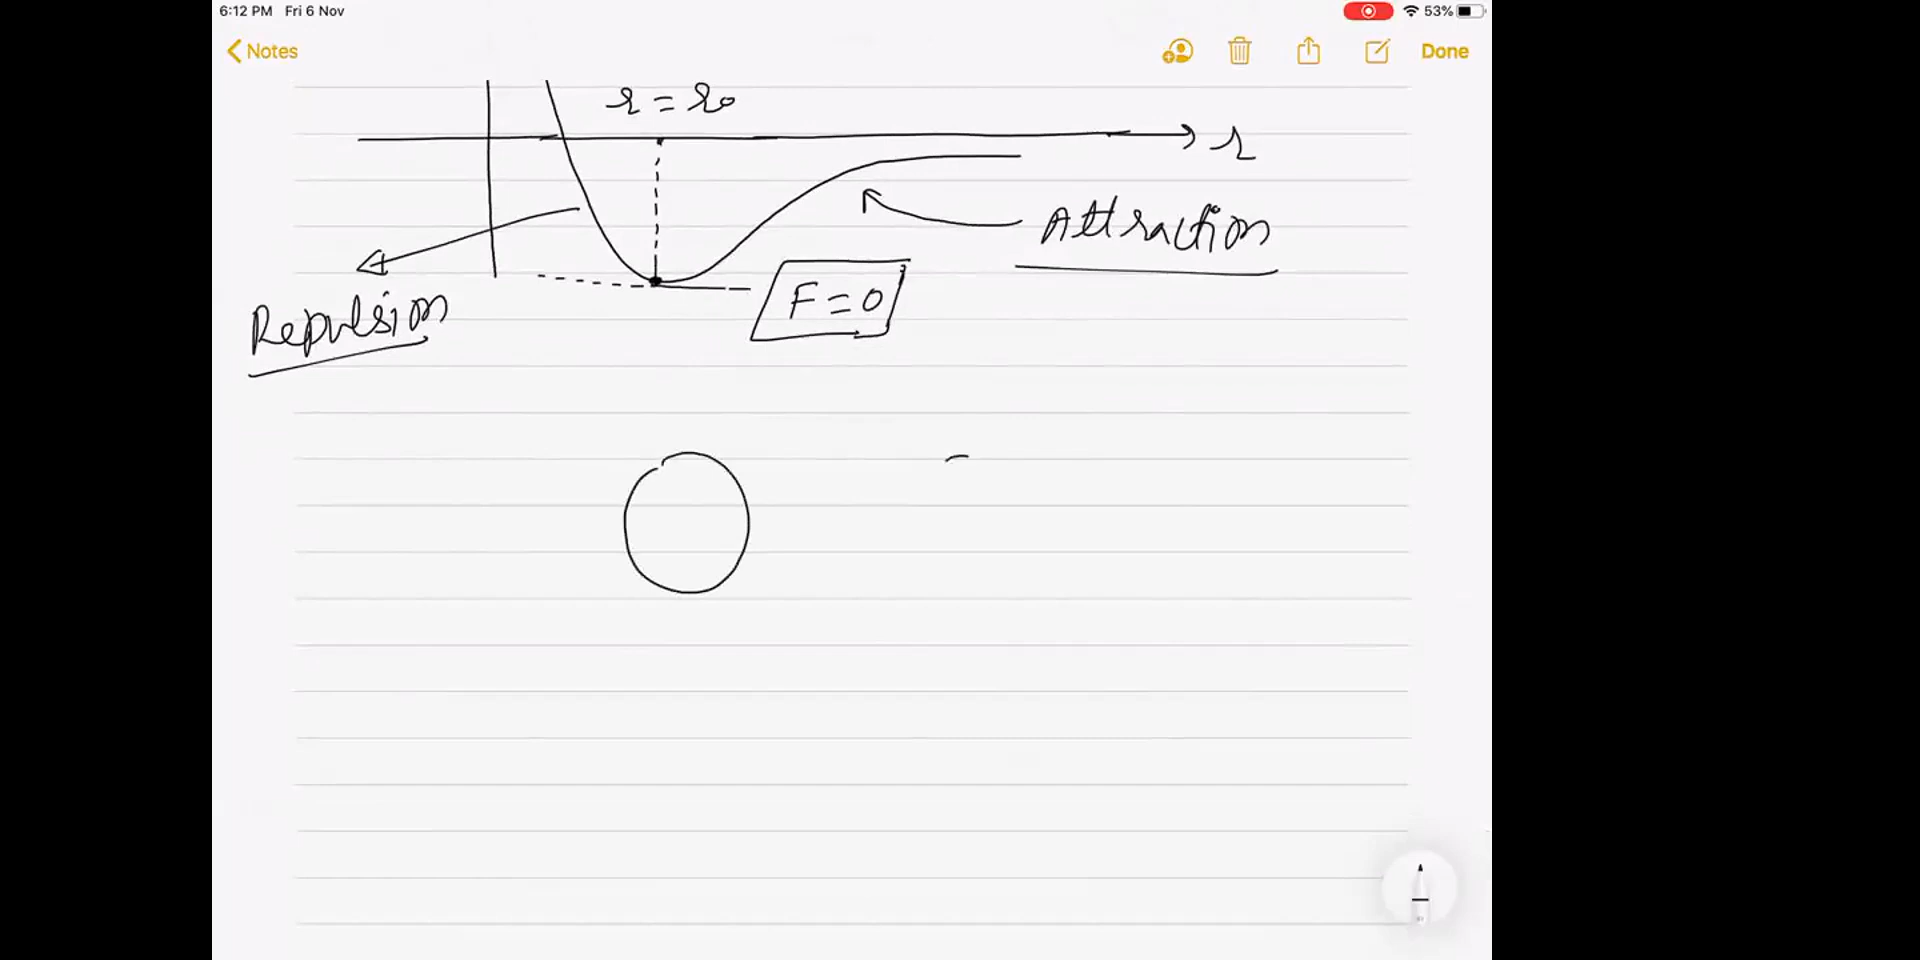 6:12 PM Fri 6 Nov
53%
Notes
Done
r = r₀
r
Attraction
F = 0
Repulsion